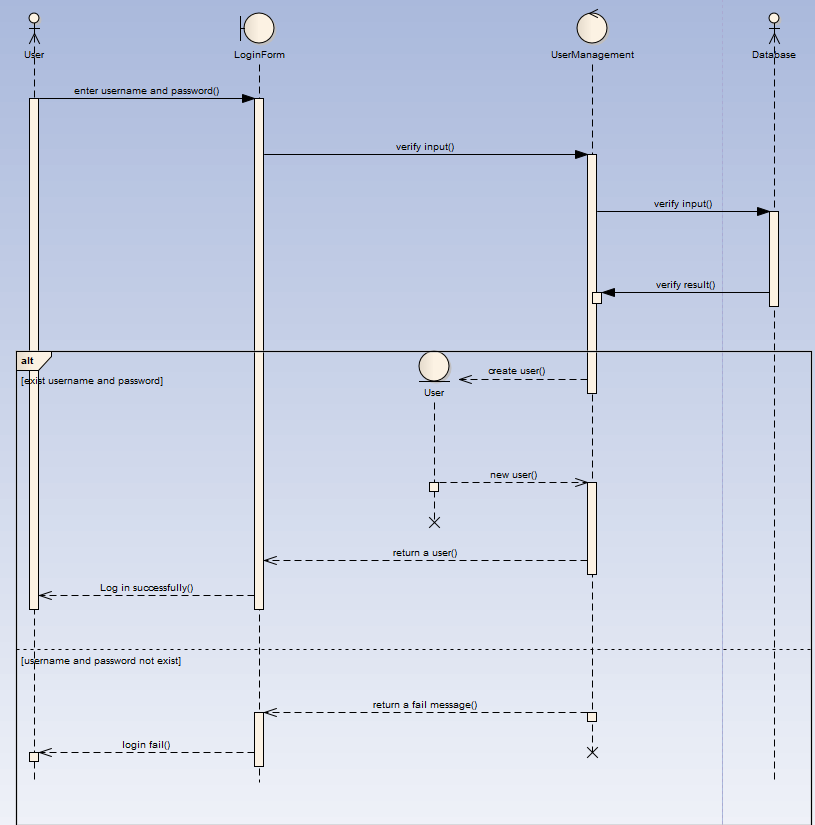 User
LoginForm
UserManagement
Database
enter username and password()
verify input()
verify input()
verify result()
alt
[exist username and password]
create user()
User
new user()
return a user()
Log in successfully()
[username and password not exist]
return a fail message()
login fail()